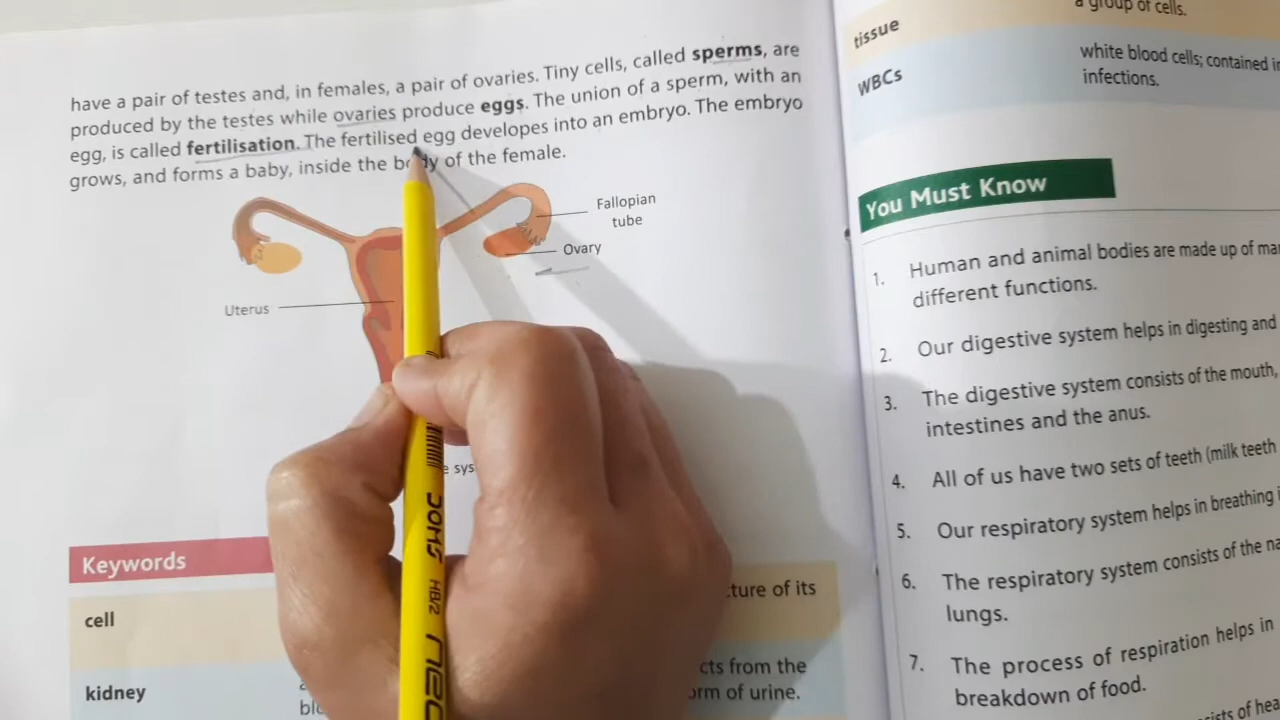 have a pair of testes and, in females, a pair of ovaries. Tiny cells, called sperms, are
produced by the testes while ovaries produce eggs. The union of a sperm, with an
egg, is called fertilisation. The fertilised egg developes into an embryo. The embryo
grows, and forms a baby, inside the body of the female.
Fallopian
tube
Ovary
Uterus
Keywords
cell
ture of its
kidney
cts from the
orm of urine.
DOMS HB/2 neo
tissue
a group of cells.
WBCs
white blood cells; contained in
infections.
You Must Know
1. Human and animal bodies are made up of
different functions.
2. Our digestive system helps in digesting and
3. The digestive system consists of the mouth,
intestines and the anus.
4. All of us have two sets of teeth (milk teeth
5. Our respiratory system helps in breathing
6. The respiratory system consists of the
lungs.
7. The process of respiration helps in
breakdown of food.